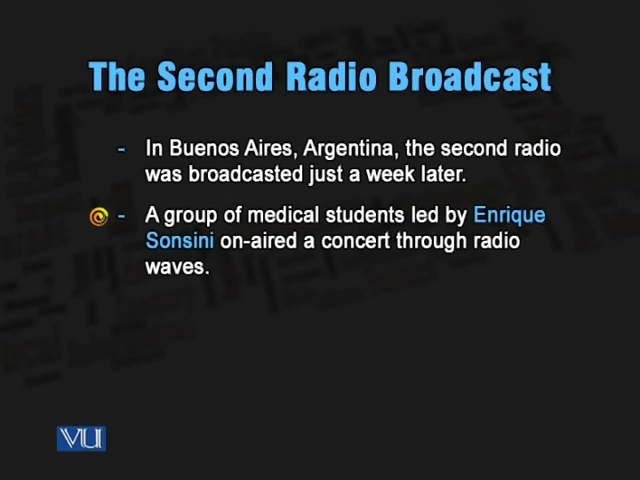 The Second Radio Broadcast
- In Buenos Aires, Argentina, the second radio
was broadcasted just a week later.
- A group of medical students led by Enrique
Sonsini on-aired a concert through radio
waves.
VU